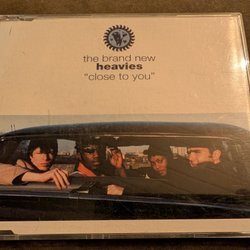 the brand new
heavies
"close to you"